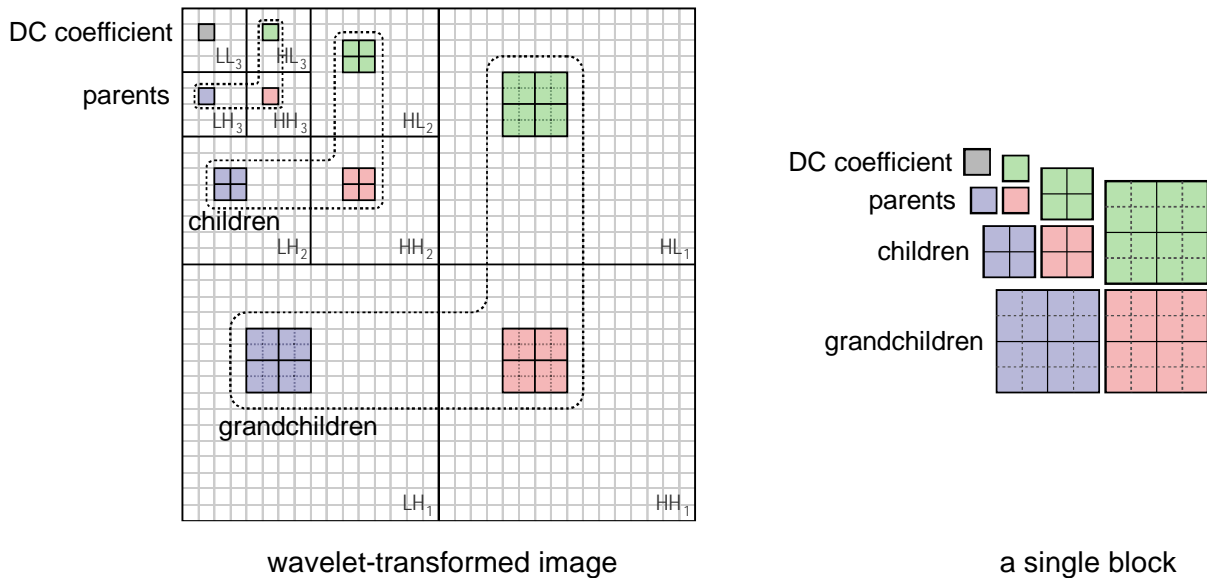 DC coefficient
LL3 HL3
parents
LH3 HH3 HL2
children
LH2 HH2 HL1
grandchildren
LH1 HH1
wavelet-transformed image
DC coefficient
parents
children
grandchildren
a single block